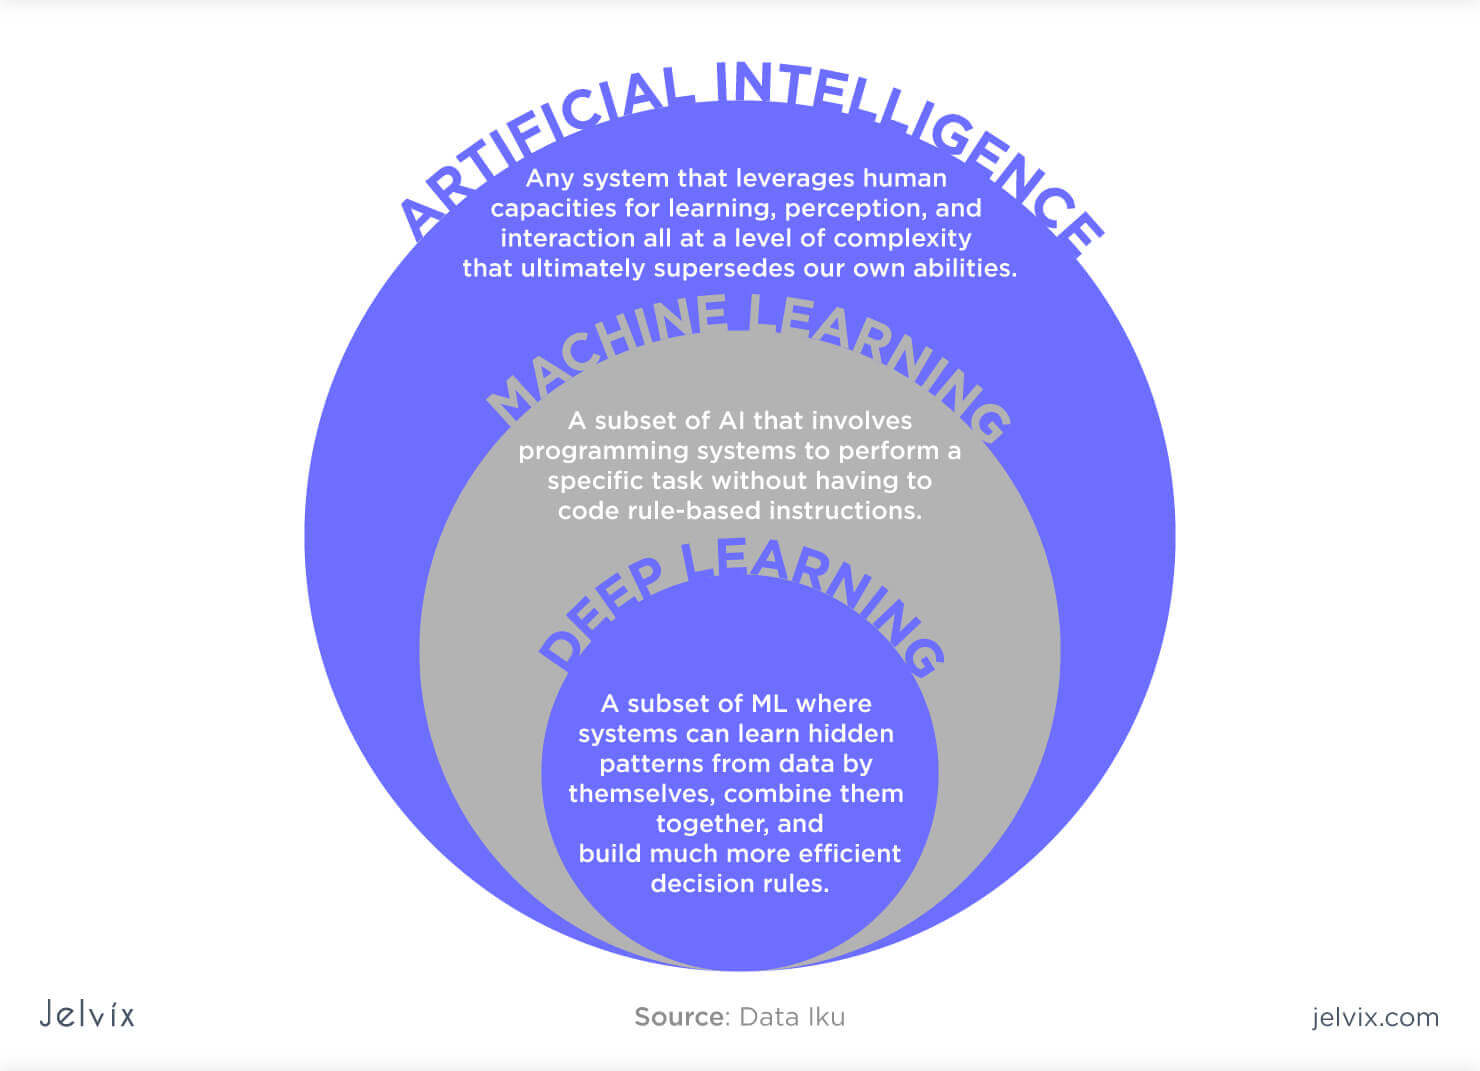 ARTIFICIAL INTELLIGENCE
Any system that leverages human
capacities for learning, perception, and
interaction all at a level of complexity
that ultimately supersedes our own abilities.
MACHINE LEARNING
A subset of AI that involves
programming systems to perform a
specific task without having to
code rule-based instructions.
DEEP LEARNING
A subset of ML where
systems can learn hidden
patterns from data by
themselves, combine them
together, and
build much more efficient
decision rules.
Jelvix
Source: Data Iku
jelvix.com